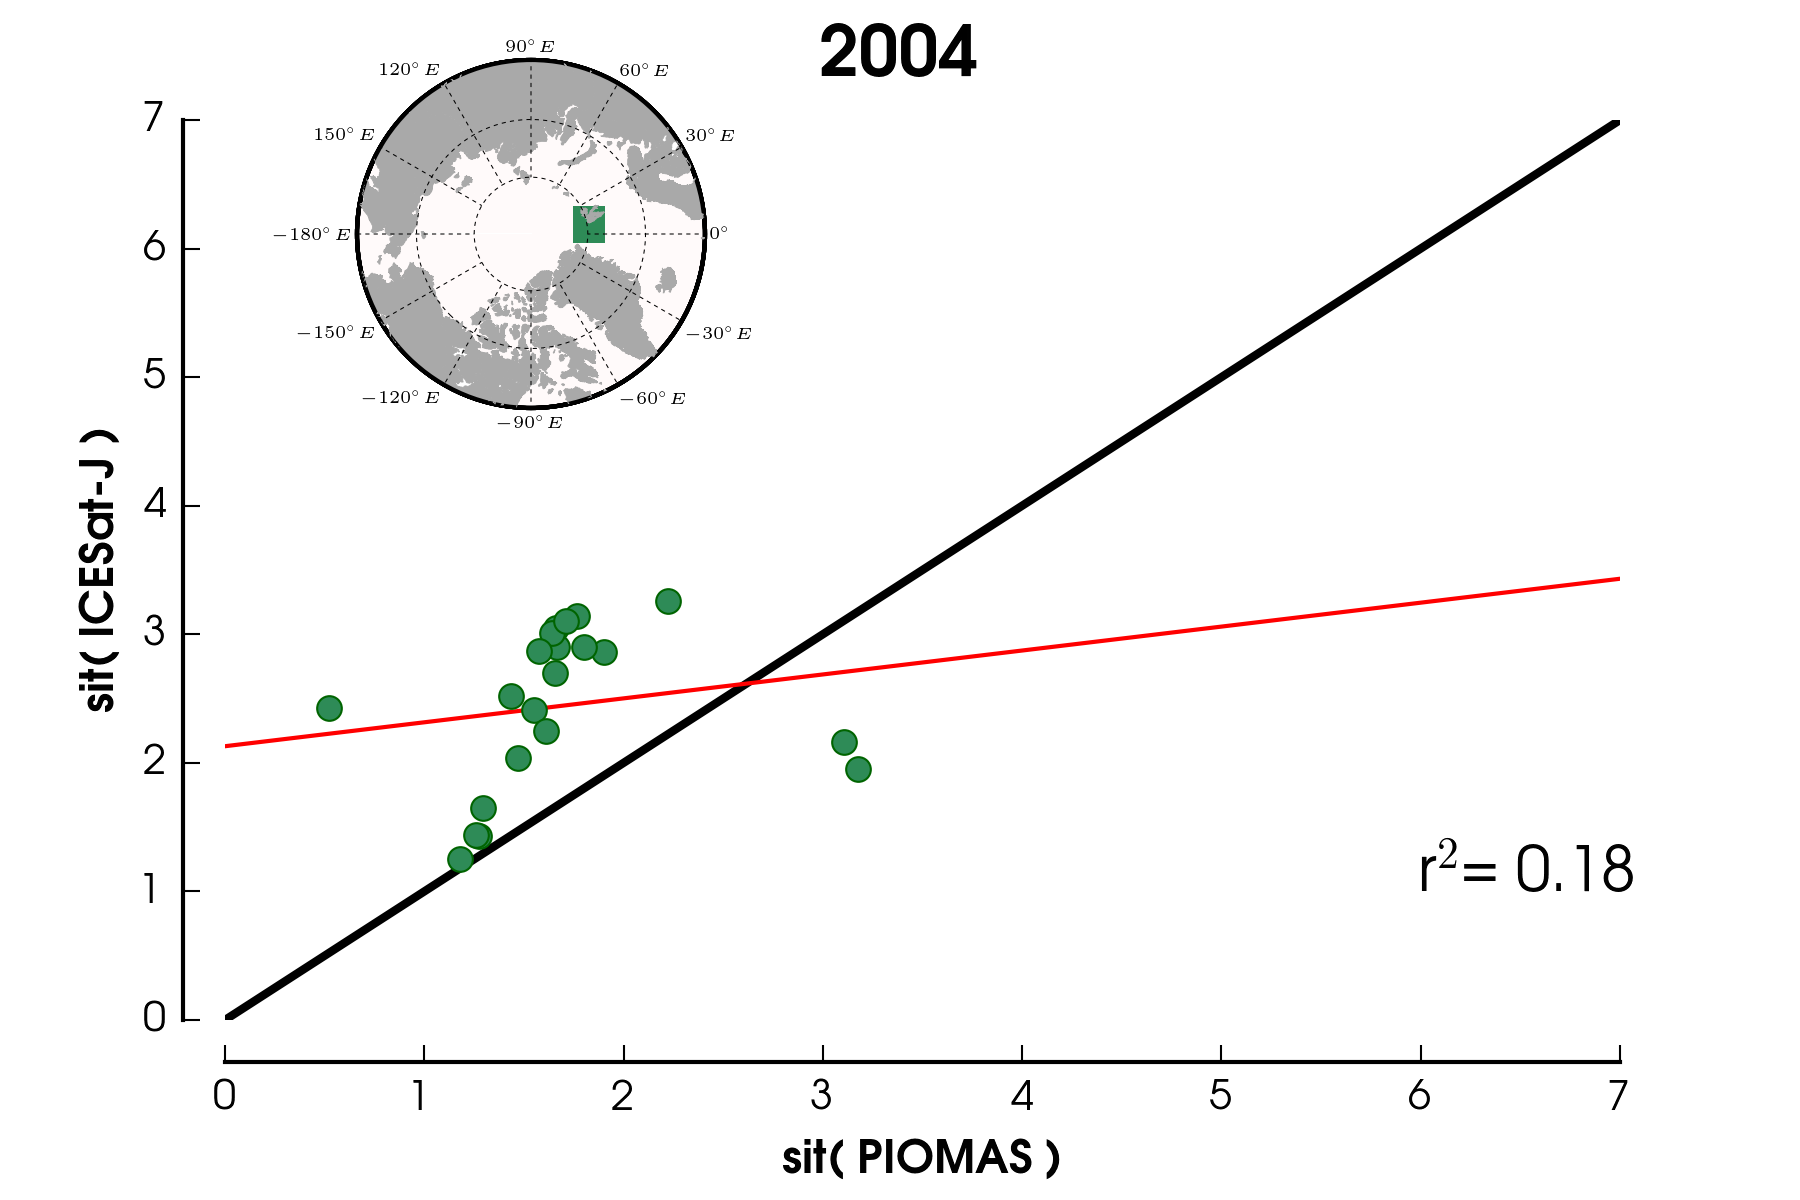 2004
90° E
120° E
60° E
150° E
30° E
−180° E
0°
−150° E
−30° E
−120° E
−60° E
−90° E
7
6
5
4
3
2
1
0
sit( ICESat-J )
r²= 0.18
0 1 2 3 4 5 6 7
sit( PIOMAS )